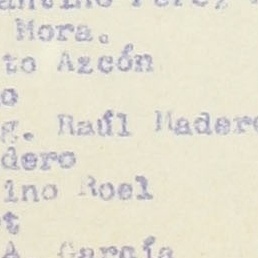 Mora.
to Azcón
o
g. Raúl Madero
dero
ino Roel
t
A. García